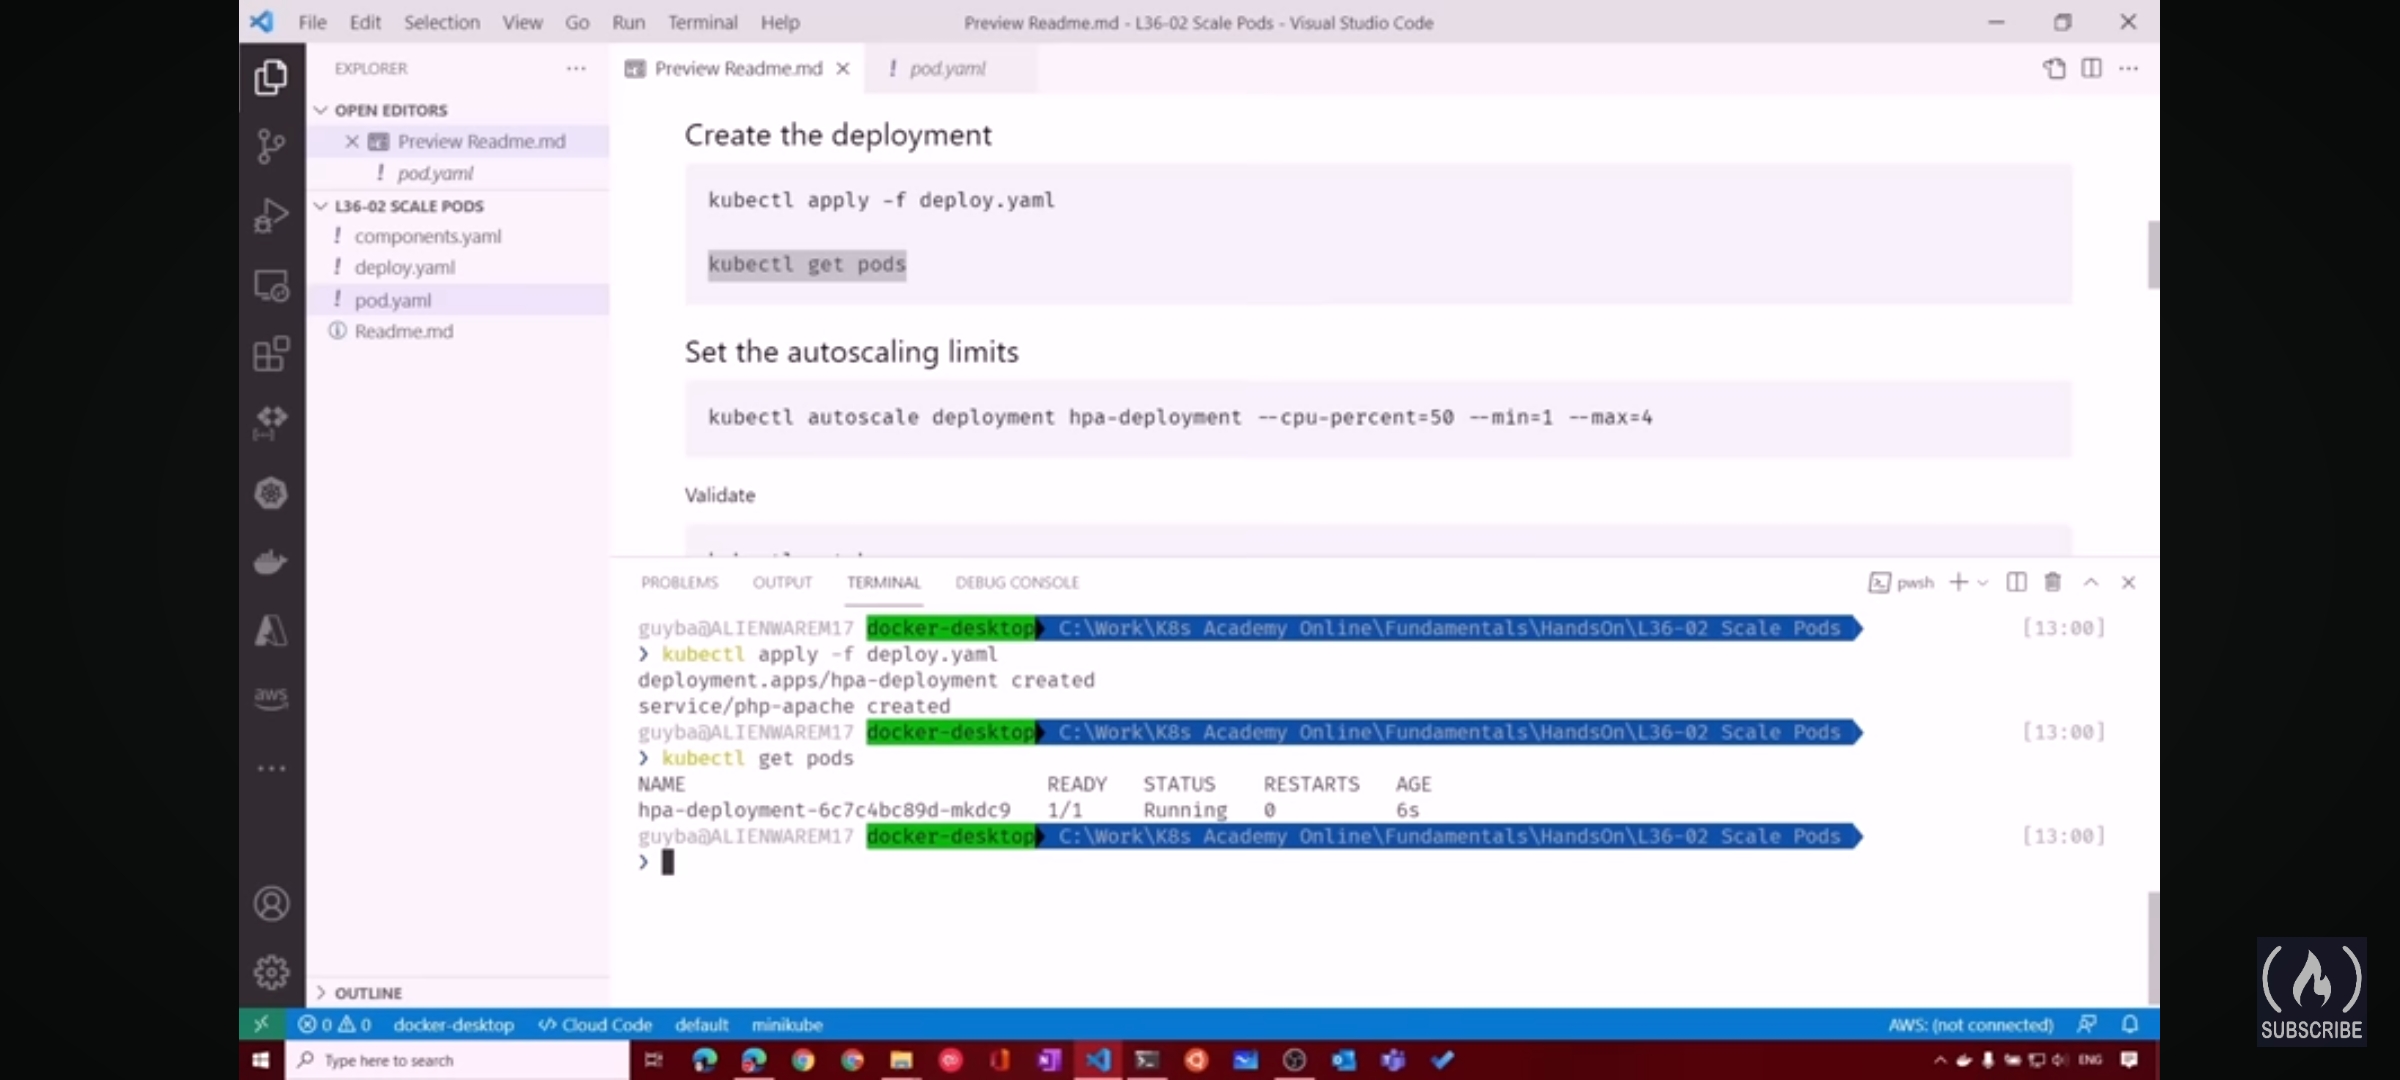 File Edit Selection View Go Run Terminal Help
Preview Readme.md - L36-02 Scale Pods - Visual Studio Code
EXPLORER
OPEN EDITORS
Preview Readme.md
! pod.yaml
L36-02 SCALE PODS
! components.yaml
! deploy.yaml
! pod.yaml
Readme.md
OUTLINE
Preview Readme.md
! pod.yaml
Create the deployment
kubectl apply -f deploy.yaml
kubectl get pods
Set the autoscaling limits
kubectl autoscale deployment hpa-deployment --cpu-percent=50 --min=1 --max=4
Validate
PROBLEMS OUTPUT TERMINAL DEBUG CONSOLE
pwsh
guyba@ALIENWAREM17 docker-desktop C:\Work\K8s Academy Online\Fundamentals\HandsOn\L36-02 Scale Pods [13:00]
❯ kubectl apply -f deploy.yaml
deployment.apps/hpa-deployment created
service/php-apache created
guyba@ALIENWAREM17 docker-desktop C:\Work\K8s Academy Online\Fundamentals\HandsOn\L36-02 Scale Pods [13:00]
❯ kubectl get pods
NAME READY STATUS RESTARTS AGE
hpa-deployment-6c7c4bc89d-mkdc9 1/1 Running 0 6s
guyba@ALIENWAREM17 docker-desktop C:\Work\K8s Academy Online\Fundamentals\HandsOn\L36-02 Scale Pods [13:00]
❯
aws
0 0 docker-desktop Cloud Code default minikube
AWS: (not connected)
Type here to search
ENG
SUBSCRIBE